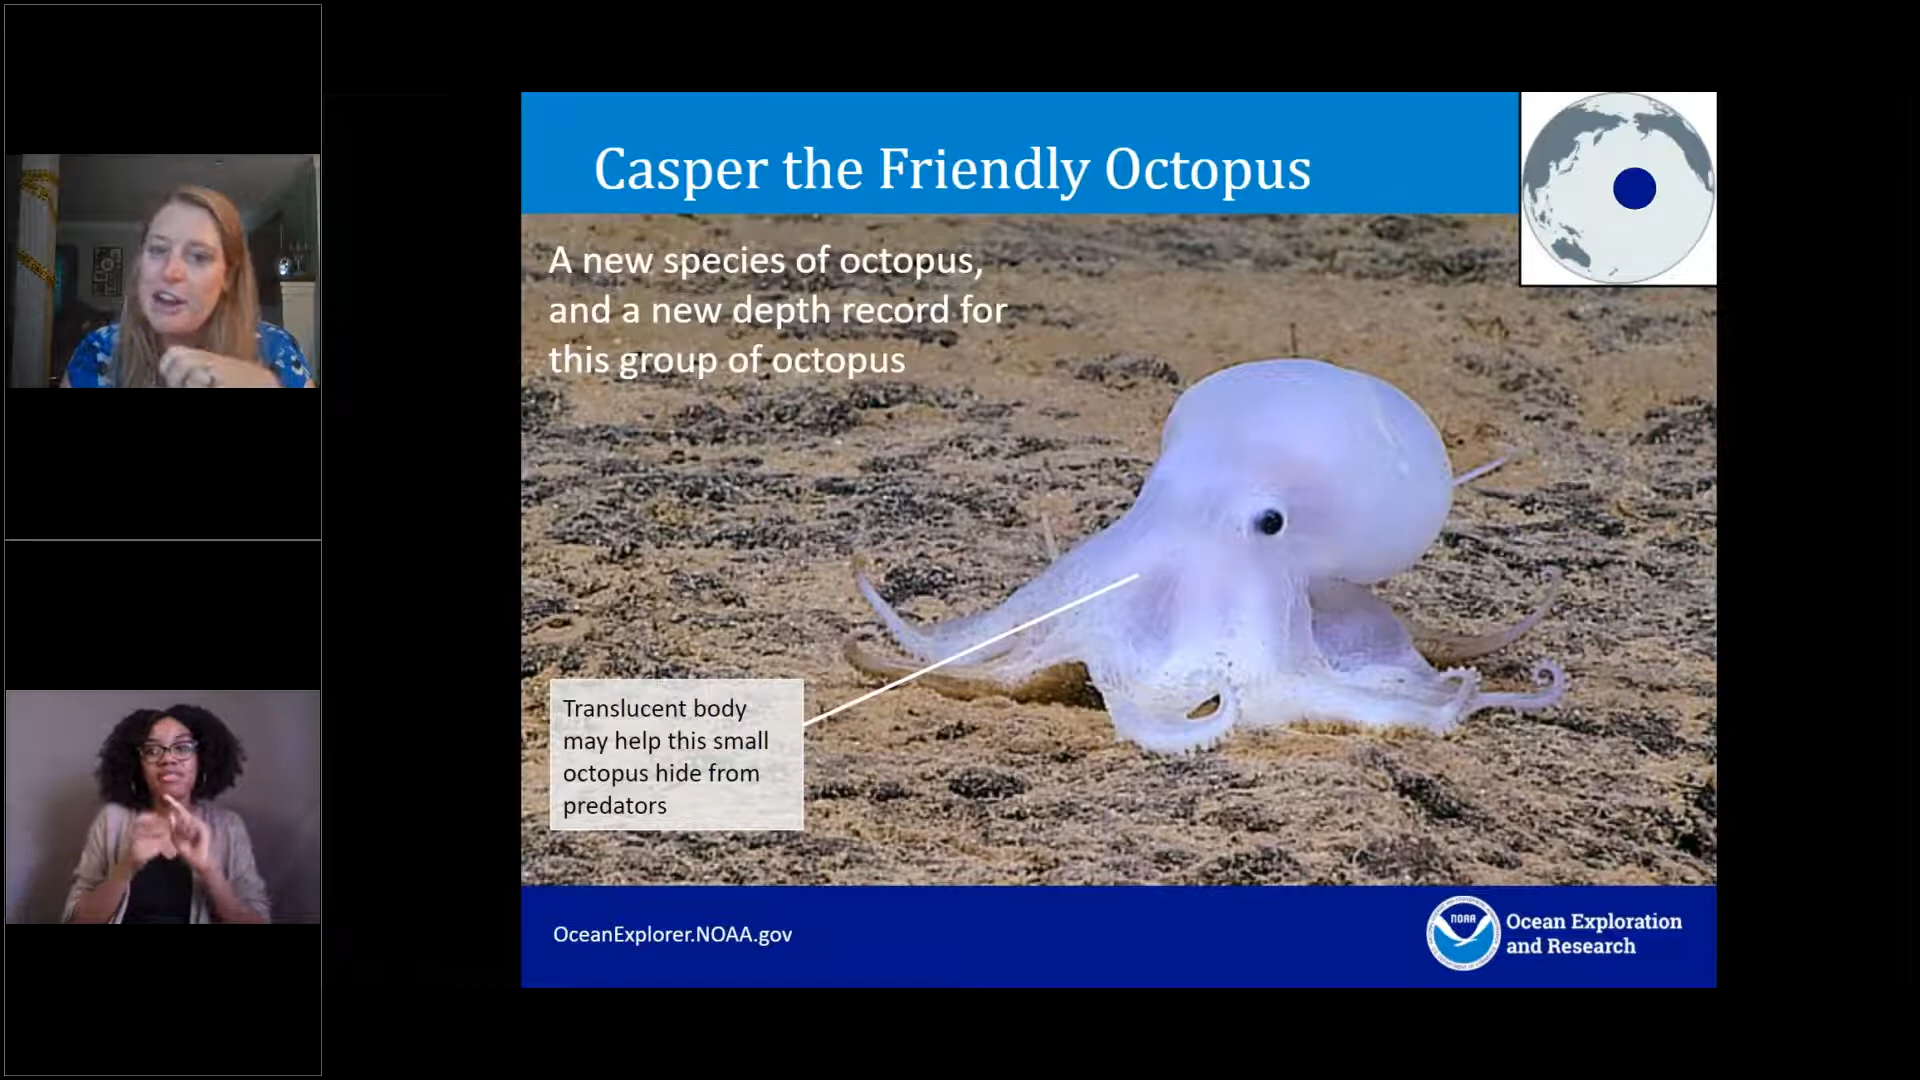 Casper the Friendly Octopus
A new species of octopus,
and a new depth record for
this group of octopus
Translucent body
may help this small
octopus hide from
predators
OceanExplorer.NOAA.gov
NOAA
Ocean Exploration
and Research